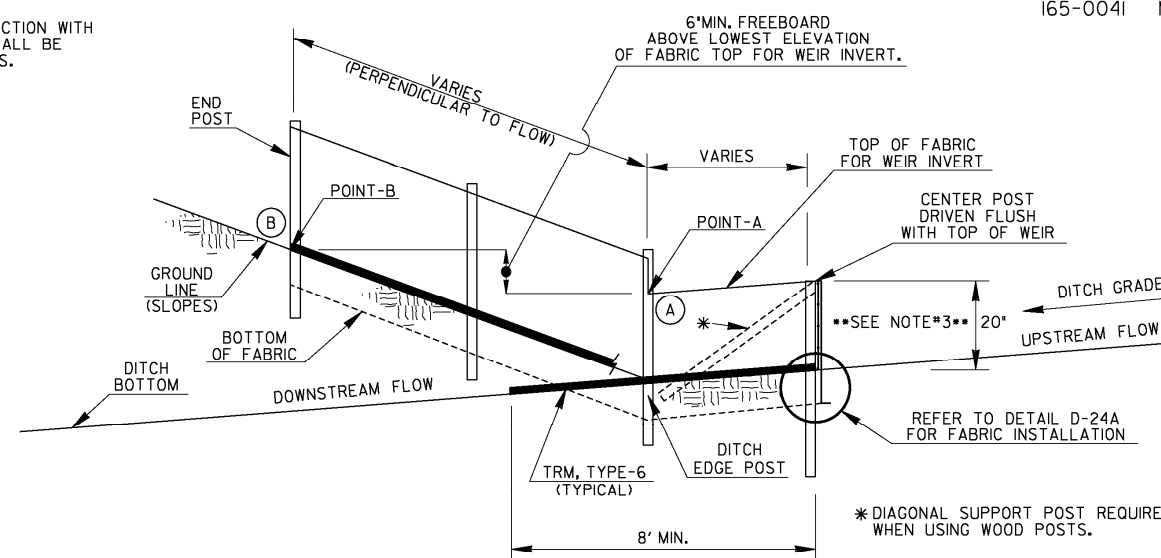 CTION WITH
ALL BE
S.
165-0041
6"MIN. FREEBOARD
ABOVE LOWEST ELEVATION
OF FABRIC TOP FOR WEIR INVERT.
VARIES
(PERPENDICULAR TO FLOW)
END
POST
VARIES
TOP OF FABRIC
FOR WEIR INVERT
POINT-B
B
POINT-A
CENTER POST
DRIVEN FLUSH
WITH TOP OF WEIR
GROUND
LINE
(SLOPES)
A
*
**SEE NOTE#3** 20"
DITCH GRADE
UPSTREAM FLOW
BOTTOM
OF FABRIC
DITCH
BOTTOM
DOWNSTREAM FLOW
REFER TO DETAIL D-24A
FOR FABRIC INSTALLATION
TRM, TYPE-6
(TYPICAL)
DITCH
EDGE POST
* DIAGONAL SUPPORT POST REQUIRE
WHEN USING WOOD POSTS.
8' MIN.